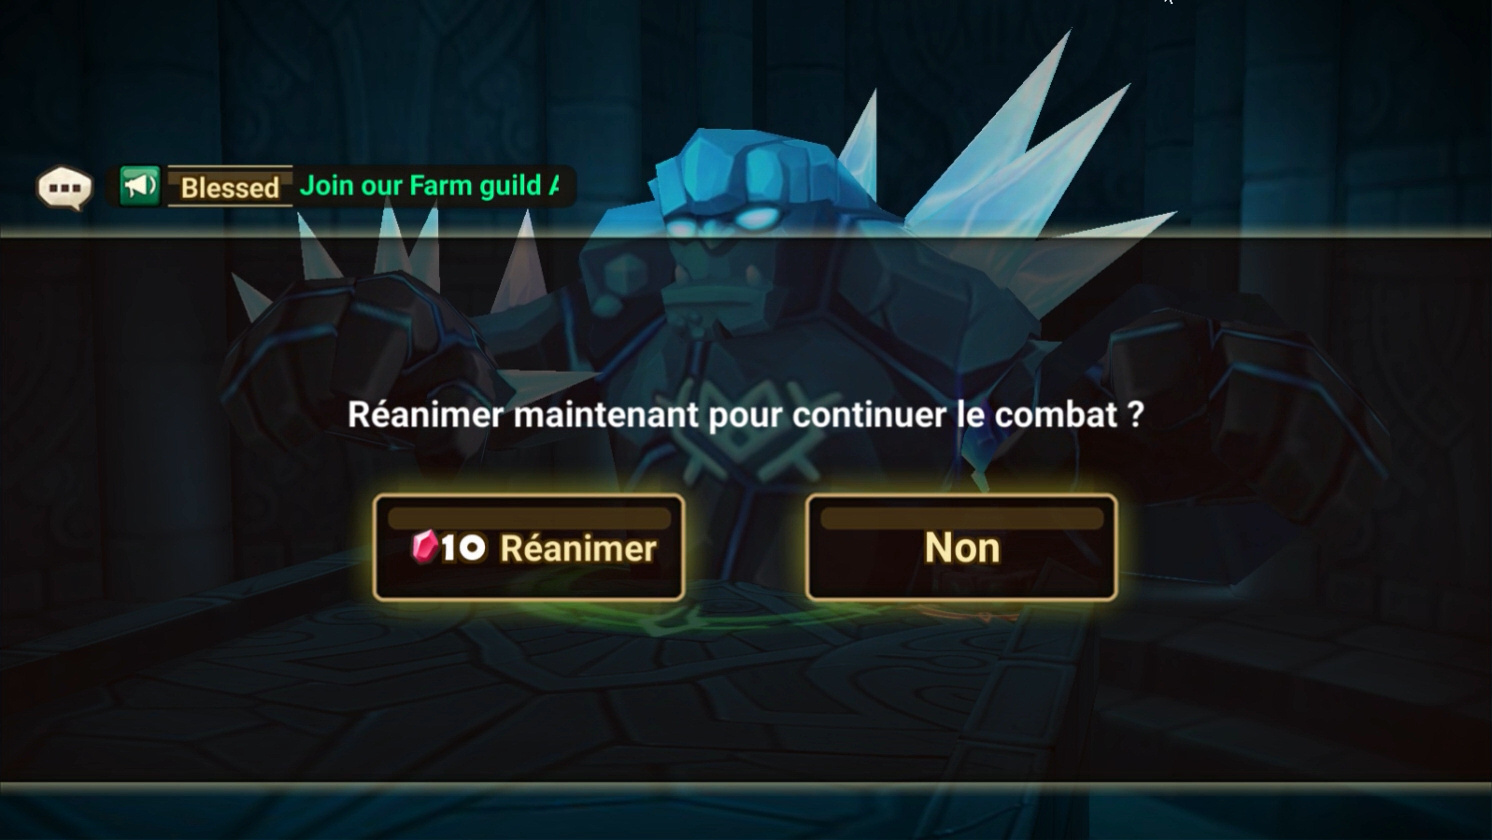 Blessed Join our Farm guild
Réanimer maintenant pour continuer le combat ?
10 Réanimer
Non